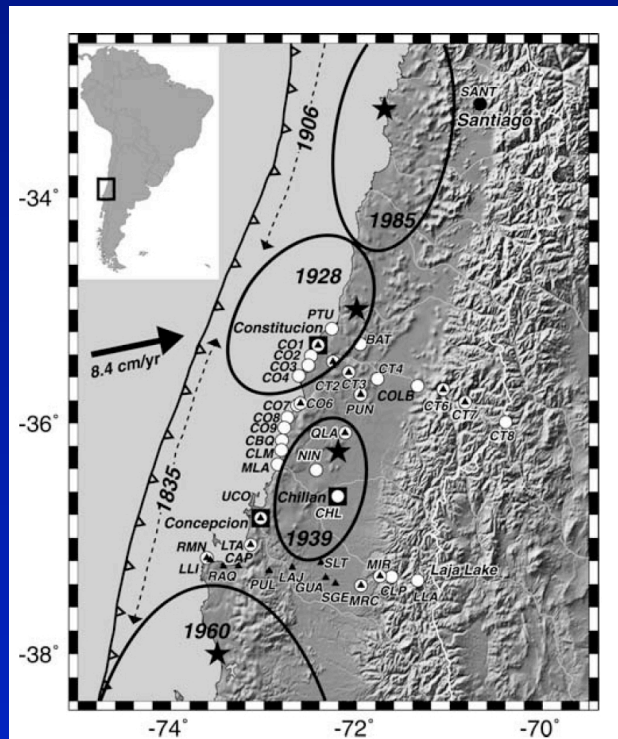 SANT
Santiago
1906
-34°
1985
1928
PTU
Constitucion
BAT
CO1
CO2
CO3
CO4
8.4 cm/yr
CT2
CT3
CT4
COLB
PUN
CT6
CT7
CT8
CO7
CO6
CO8
CO9
-36°
CBQ
CLM
MLA
QLA
NIN
1835
UCO
Chillan
CHL
Concepcion
1939
RMN
LTA
LLI
CAP
RAQ
PUL
LAJ
SLT
GUA
SGE
MIR
MRC
CLP
LLA
Laja Lake
1960
-38°
-74°
-72°
-70°